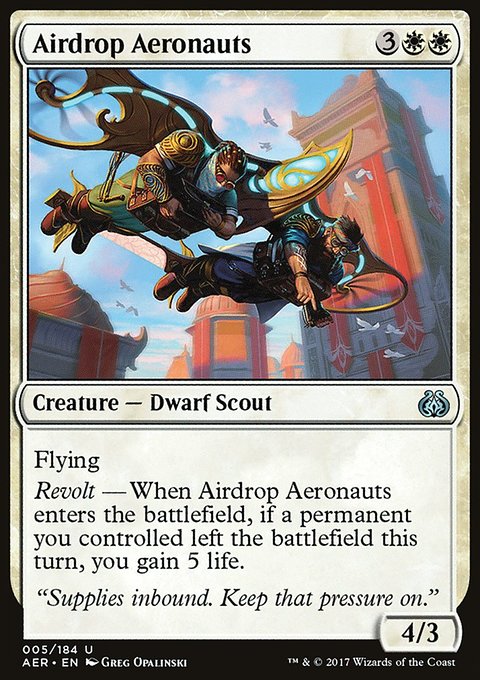 Airdrop Aeronauts 3
Creature — Dwarf Scout
Flying
Revolt — When Airdrop Aeronauts
enters the battlefield, if a permanent
you controlled left the battlefield this
turn, you gain 5 life.
“Supplies inbound. Keep that pressure on.”
4/3
005/184 U
AER • EN Greg Opalinski
™ & © 2017 Wizards of the Coast